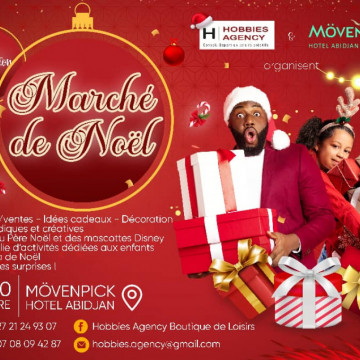 HOBBIES
AGENCY
&
MÖVENPICK
HOTEL ABIDJAN
organisent
Marché
de Noël
/ventes - Idées cadeaux - Décoration
diques et créatives
u Père Noël et des mascottes Disney
lie d'activités dédiées aux enfants
de Noël
es surprises !
MÖVENPICK
HOTEL ABIDJAN
27 21 24 93 07
Hobbies Agency Boutique de Loisirs
07 08 09 42 87
hobbies.agency@gmail.com